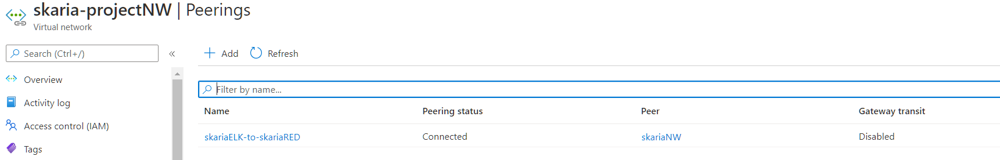 skaria-projectNW | Peerings
Virtual network
Search (Ctrl+/)
«
Add
Refresh
Overview
Activity log
Access control (IAM)
Tags
Filter by name...
Name Peering status Peer Gateway transit
skariaELK-to-skariaRED Connected skariaNW Disabled